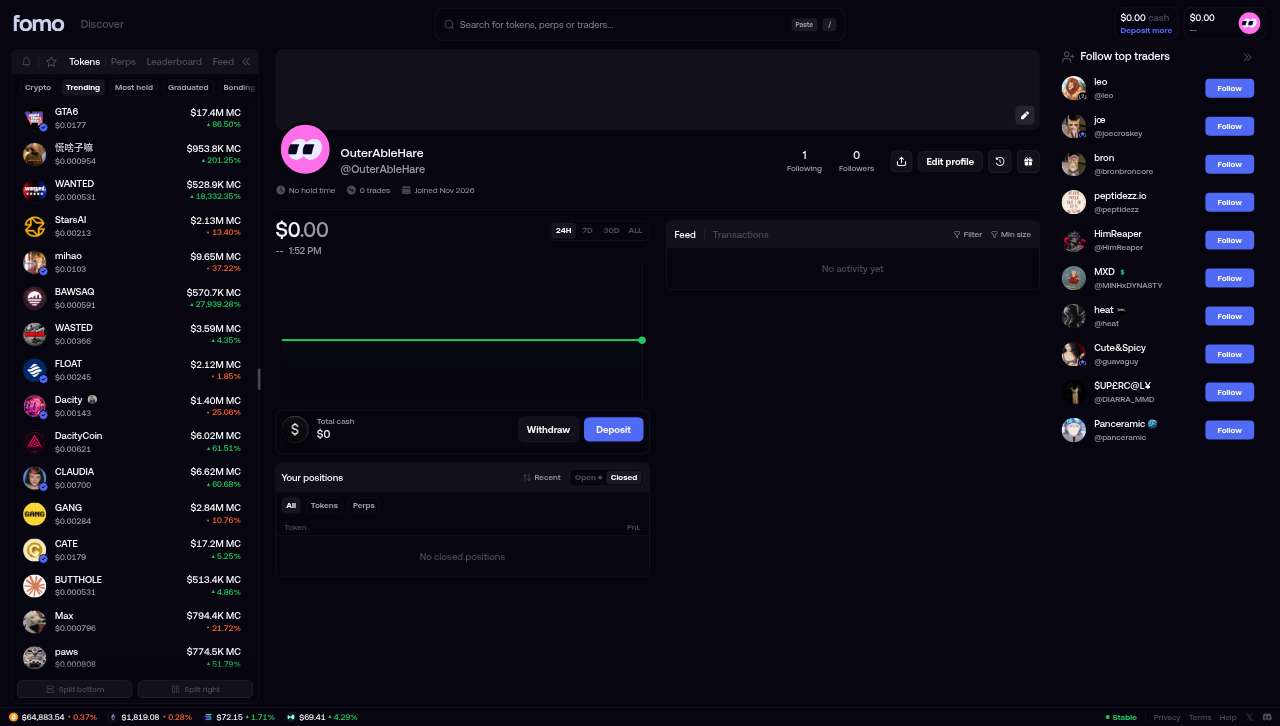 fomo
Discover
Search for tokens, perps or traders...
Paste
/
$0.00 cash
Deposit more
$0.00
—
Tokens
Perps
Leaderboard
Feed
Crypto
Trending
Most held
Graduated
Bonding
GTA6
$0.0177
$17.4M MC
86.50%
$953.8K MC
$0.000954
201.25%
WANTED
$0.000531
$528.9K MC
18,332.35%
StarsAI
$0.00213
$2.13M MC
13.40%
mihao
$0.0103
$9.65M MC
37.22%
BAWSAQ
$0.000591
$570.7K MC
27,939.28%
WASTED
$0.00366
$3.59M MC
4.35%
FLOAT
$0.00245
$2.12M MC
1.85%
Dacity
$0.00143
$1.40M MC
25.06%
DacityCoin
$0.00621
$6.02M MC
61.51%
CLAUDIA
$0.00700
$6.62M MC
60.68%
GANG
$0.00284
$2.84M MC
10.76%
CATE
$0.0179
$17.2M MC
5.25%
BUTTHOLE
$0.000531
$513.4K MC
4.86%
Max
$0.000796
$794.4K MC
21.72%
paws
$0.000808
$774.5K MC
51.79%
Split bottom
Split right
OuterAbleHare
@OuterAbleHare
1
Following
0
Followers
Edit profile
No hold time
0 trades
Joined Nov 2026
$0.00
-- 1:52 PM
24H
7D
30D
ALL
$
Total cash
$0
Withdraw
Deposit
Your positions
Recent
Open
Closed
All
Tokens
Perps
Token
PnL
No closed positions
Feed
Transactions
Filter
Min size
No activity yet
Follow top traders
leo
@leo
Follow
joe
@joecroskey
Follow
bron
@bronbroncore
Follow
peptidezz.io
@peptidezz
Follow
HimReaper
@HimReaper
Follow
MXD
@MINHxDYNASTY
Follow
heat
@heat
Follow
Cute&Spicy
@guavaguy
Follow
$UP£RC@L¥
@DIARRA_MMD
Follow
Panceramic
@panceramic
Follow
$64,883.54 0.37%
$1,819.08 0.28%
$72.15 1.71%
$69.41 4.29%
Stable
Privacy
Terms
Help